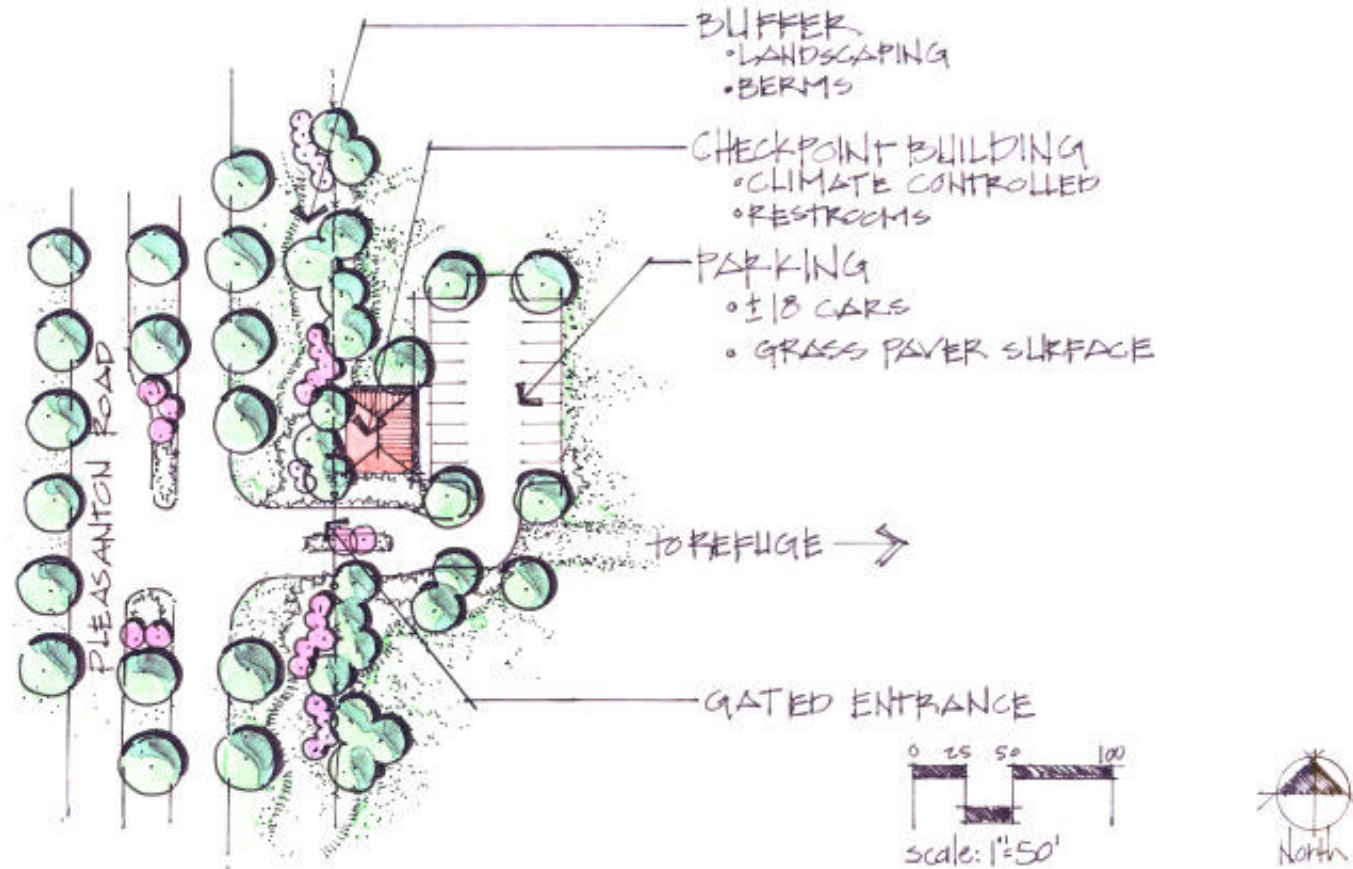 BUFFER
•LANDSCAPING
•BERMS
CHECKPOINT BUILDING
•CLIMATE CONTROLLED
•RESTROOMS
PARKING
•±18 CARS
• GRASS PAVER SURFACE
PLEASANTON ROAD
to REFUGE
GATED ENTRANCE
0 25 50 100
scale: 1"=50'
North